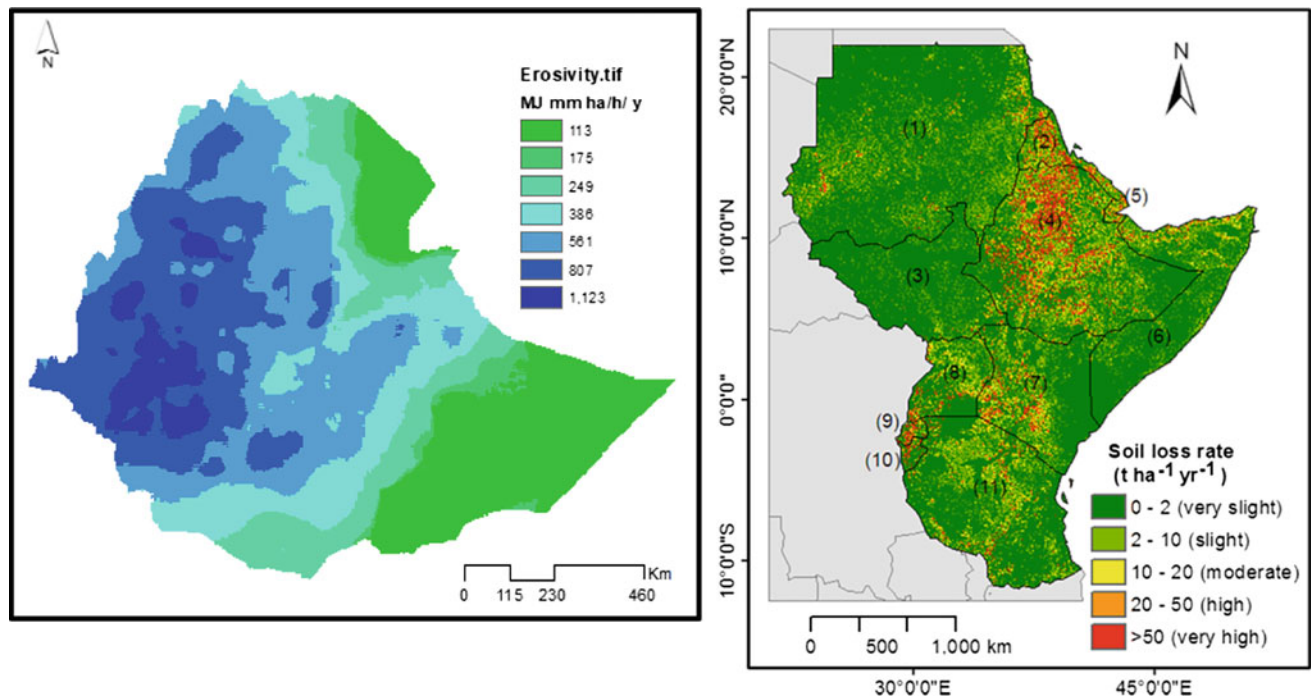 N
Erosivity.tif
MJ mm ha/h/ y
113
175
249
386
561
807
1,123
Km
0 115 230 460
N
20°0'0"N
10°0'0"N
0°0'0"
10°0'0"S
(1)
(2)
(5)
(4)
(3)
(6)
(8)
(7)
(9)
(10)
(11)
Soil loss rate
(t ha⁻¹ yr⁻¹)
0 - 2 (very slight)
2 - 10 (slight)
10 - 20 (moderate)
20 - 50 (high)
>50 (very high)
0 500 1,000 km
30°0'0"E 45°0'0"E